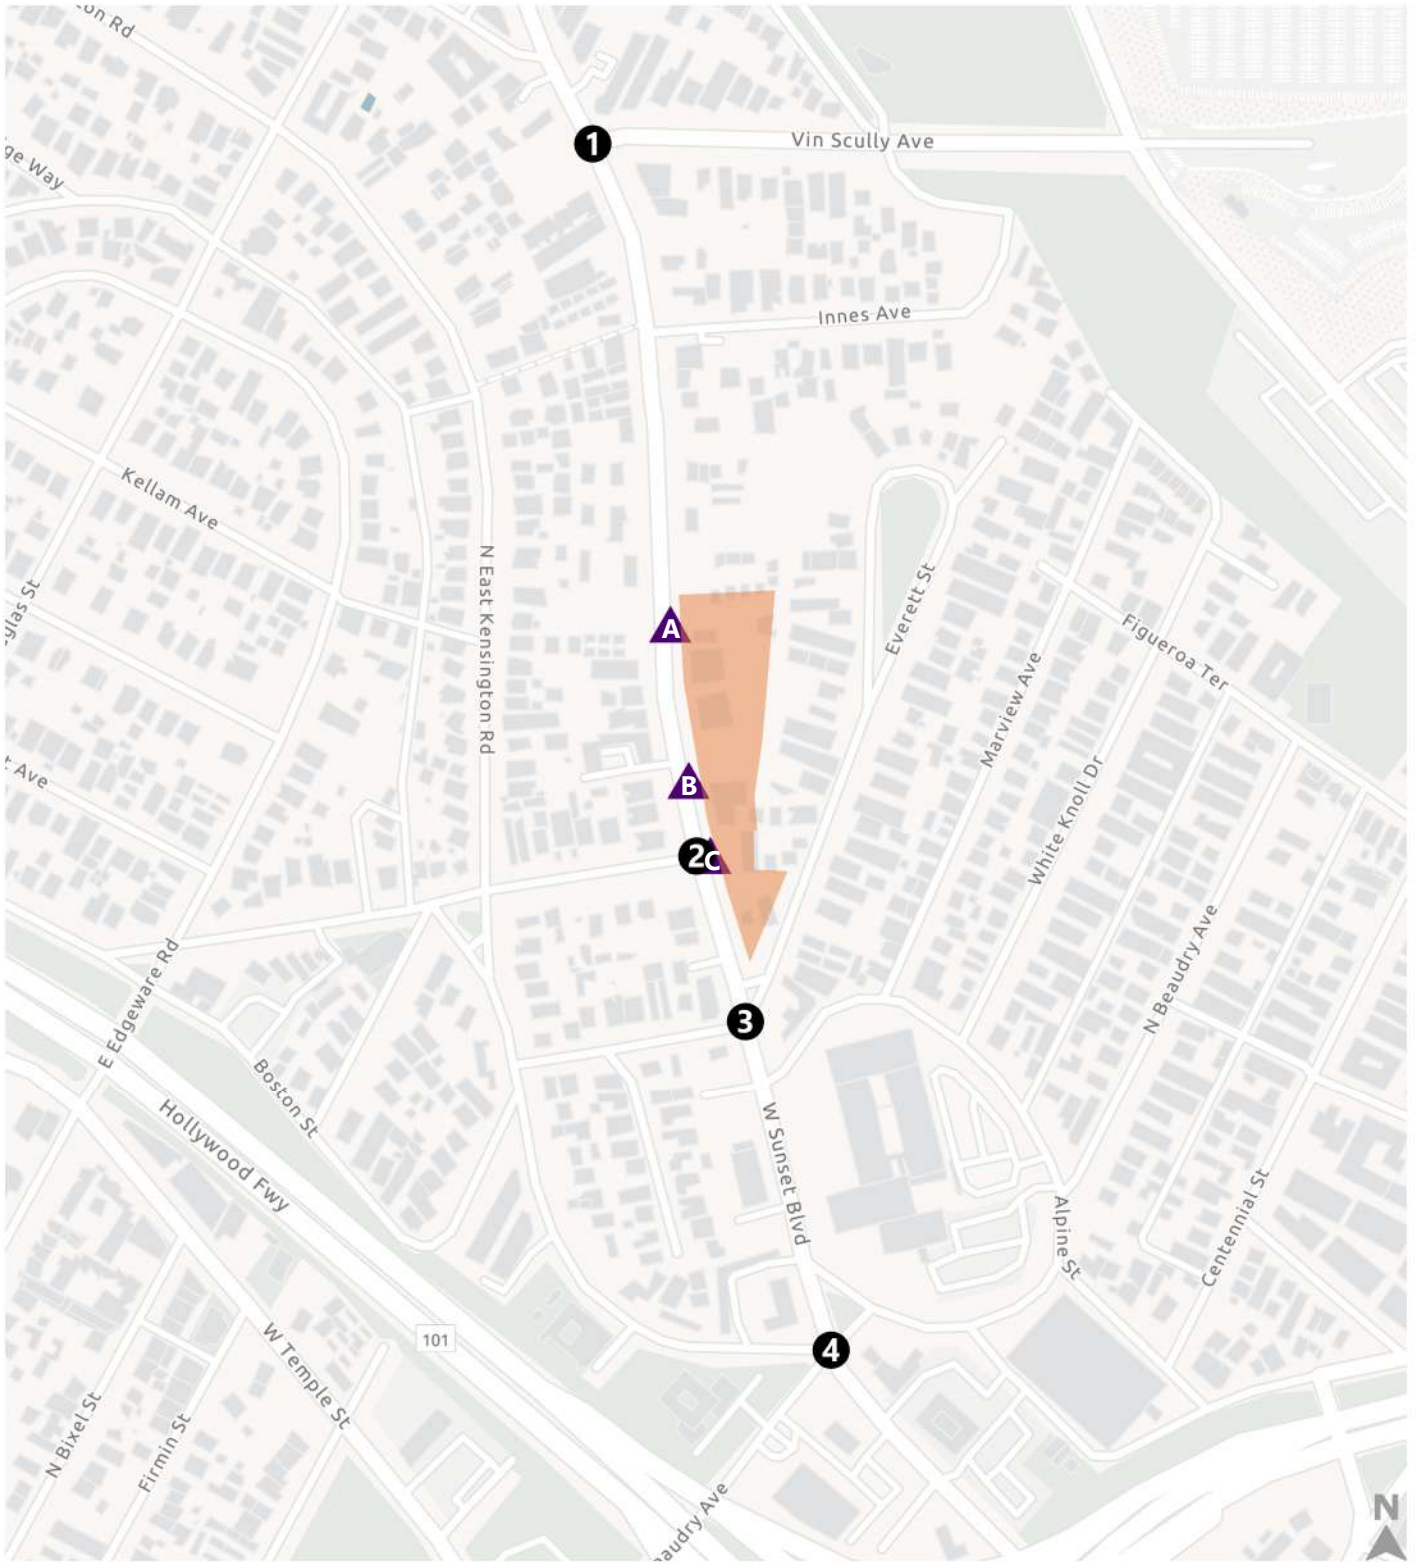 on Rd
1
Vin Scully Ave
ge Way
Innes Ave
Kellam Ave
N East Kensington Rd
Everett St
glas St
A
Figueroa Ter
Marview Ave
t Ave
B
White Knoll Dr
2
C
N Beaudry Ave
E Edgeware Rd
3
Boston St
Hollywood Fwy
W Sunset Blvd
Centennial St
Alpine St
101
W Temple St
4
N Bixel St
Firmin St
eaudry Ave
N